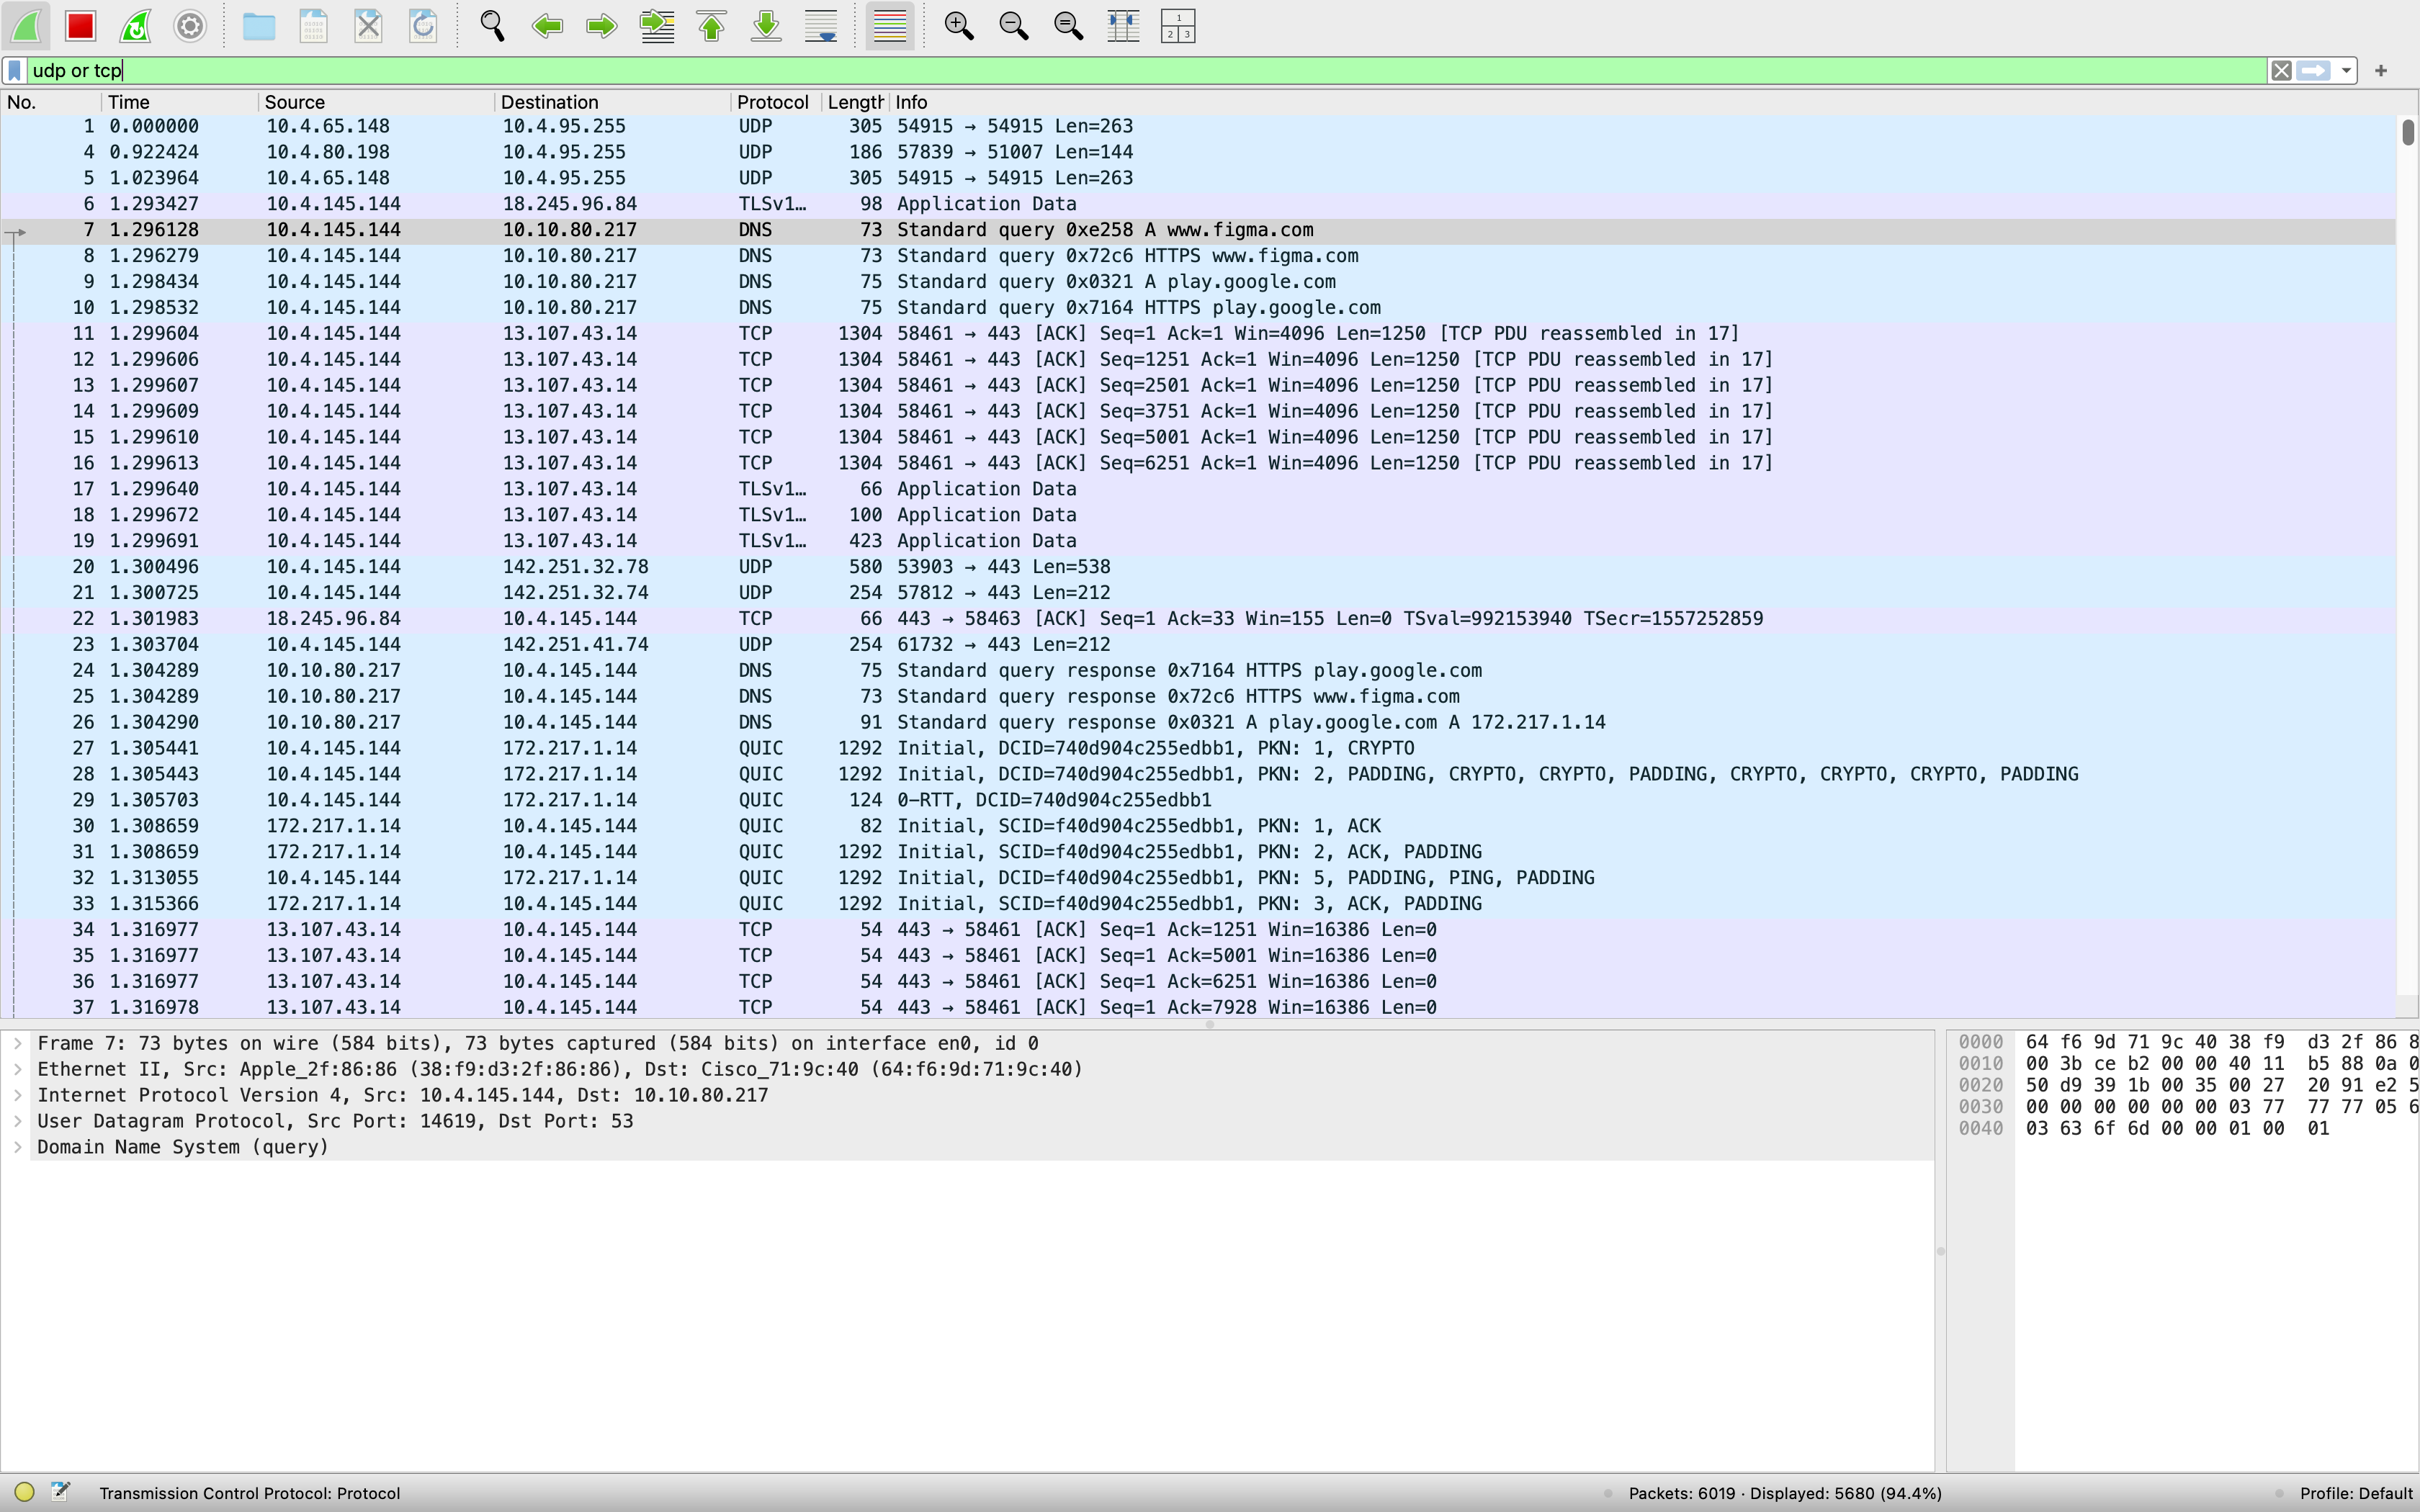 1
2 3
udp or tcp
No. Time Source Destination Protocol Length Info
1 0.000000 10.4.65.148 10.4.95.255 UDP 305 54915 → 54915 Len=263
4 0.922424 10.4.80.198 10.4.95.255 UDP 186 57839 → 51007 Len=144
5 1.023964 10.4.65.148 10.4.95.255 UDP 305 54915 → 54915 Len=263
6 1.293427 10.4.145.144 18.245.96.84 TLSv1… 98 Application Data
7 1.296128 10.4.145.144 10.10.80.217 DNS 73 Standard query 0xe258 A www.figma.com
8 1.296279 10.4.145.144 10.10.80.217 DNS 73 Standard query 0x72c6 HTTPS www.figma.com
9 1.298434 10.4.145.144 10.10.80.217 DNS 75 Standard query 0x0321 A play.google.com
10 1.298532 10.4.145.144 10.10.80.217 DNS 75 Standard query 0x7164 HTTPS play.google.com
11 1.299604 10.4.145.144 13.107.43.14 TCP 1304 58461 → 443 [ACK] Seq=1 Ack=1 Win=4096 Len=1250 [TCP PDU reassembled in 17]
12 1.299606 10.4.145.144 13.107.43.14 TCP 1304 58461 → 443 [ACK] Seq=1251 Ack=1 Win=4096 Len=1250 [TCP PDU reassembled in 17]
13 1.299607 10.4.145.144 13.107.43.14 TCP 1304 58461 → 443 [ACK] Seq=2501 Ack=1 Win=4096 Len=1250 [TCP PDU reassembled in 17]
14 1.299609 10.4.145.144 13.107.43.14 TCP 1304 58461 → 443 [ACK] Seq=3751 Ack=1 Win=4096 Len=1250 [TCP PDU reassembled in 17]
15 1.299610 10.4.145.144 13.107.43.14 TCP 1304 58461 → 443 [ACK] Seq=5001 Ack=1 Win=4096 Len=1250 [TCP PDU reassembled in 17]
16 1.299613 10.4.145.144 13.107.43.14 TCP 1304 58461 → 443 [ACK] Seq=6251 Ack=1 Win=4096 Len=1250 [TCP PDU reassembled in 17]
17 1.299640 10.4.145.144 13.107.43.14 TLSv1… 66 Application Data
18 1.299672 10.4.145.144 13.107.43.14 TLSv1… 100 Application Data
19 1.299691 10.4.145.144 13.107.43.14 TLSv1… 423 Application Data
20 1.300496 10.4.145.144 142.251.32.78 UDP 580 53903 → 443 Len=538
21 1.300725 10.4.145.144 142.251.32.74 UDP 254 57812 → 443 Len=212
22 1.301983 18.245.96.84 10.4.145.144 TCP 66 443 → 58463 [ACK] Seq=1 Ack=33 Win=155 Len=0 TSval=992153940 TSecr=1557252859
23 1.303704 10.4.145.144 142.251.41.74 UDP 254 61732 → 443 Len=212
24 1.304289 10.10.80.217 10.4.145.144 DNS 75 Standard query response 0x7164 HTTPS play.google.com
25 1.304289 10.10.80.217 10.4.145.144 DNS 73 Standard query response 0x72c6 HTTPS www.figma.com
26 1.304290 10.10.80.217 10.4.145.144 DNS 91 Standard query response 0x0321 A play.google.com A 172.217.1.14
27 1.305441 10.4.145.144 172.217.1.14 QUIC 1292 Initial, DCID=740d904c255edbb1, PKN: 1, CRYPTO
28 1.305443 10.4.145.144 172.217.1.14 QUIC 1292 Initial, DCID=740d904c255edbb1, PKN: 2, PADDING, CRYPTO, CRYPTO, PADDING, CRYPTO, CRYPTO, CRYPTO, PADDING
29 1.305703 10.4.145.144 172.217.1.14 QUIC 124 0-RTT, DCID=740d904c255edbb1
30 1.308659 172.217.1.14 10.4.145.144 QUIC 82 Initial, SCID=f40d904c255edbb1, PKN: 1, ACK
31 1.308659 172.217.1.14 10.4.145.144 QUIC 1292 Initial, SCID=f40d904c255edbb1, PKN: 2, ACK, PADDING
32 1.313055 10.4.145.144 172.217.1.14 QUIC 1292 Initial, DCID=f40d904c255edbb1, PKN: 5, PADDING, PING, PADDING
33 1.315366 172.217.1.14 10.4.145.144 QUIC 1292 Initial, SCID=f40d904c255edbb1, PKN: 3, ACK, PADDING
34 1.316977 13.107.43.14 10.4.145.144 TCP 54 443 → 58461 [ACK] Seq=1 Ack=1251 Win=16386 Len=0
35 1.316977 13.107.43.14 10.4.145.144 TCP 54 443 → 58461 [ACK] Seq=1 Ack=5001 Win=16386 Len=0
36 1.316977 13.107.43.14 10.4.145.144 TCP 54 443 → 58461 [ACK] Seq=1 Ack=6251 Win=16386 Len=0
37 1.316978 13.107.43.14 10.4.145.144 TCP 54 443 → 58461 [ACK] Seq=1 Ack=7928 Win=16386 Len=0
Frame 7: 73 bytes on wire (584 bits), 73 bytes captured (584 bits) on interface en0, id 0
Ethernet II, Src: Apple_2f:86:86 (38:f9:d3:2f:86:86), Dst: Cisco_71:9c:40 (64:f6:9d:71:9c:40)
Internet Protocol Version 4, Src: 10.4.145.144, Dst: 10.10.80.217
User Datagram Protocol, Src Port: 14619, Dst Port: 53
Domain Name System (query)
0000 64 f6 9d 71 9c 40 38 f9 d3 2f 86 8
0010 00 3b ce b2 00 00 40 11 b5 88 0a 0
0020 50 d9 39 1b 00 35 00 27 20 91 e2 5
0030 00 00 00 00 00 00 03 77 77 77 05 6
0040 03 63 6f 6d 00 00 01 00 01
Transmission Control Protocol: Protocol
Packets: 6019 · Displayed: 5680 (94.4%)
Profile: Default